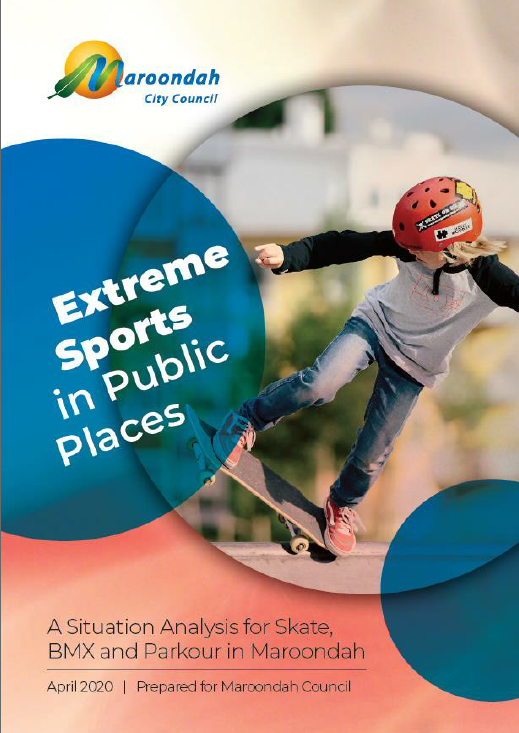 Maroondah
City Council
Extreme
Sports
in Public
Places
A Situation Analysis for Skate,
BMX and Parkour in Maroondah
April 2020 | Prepared for Maroondah Council